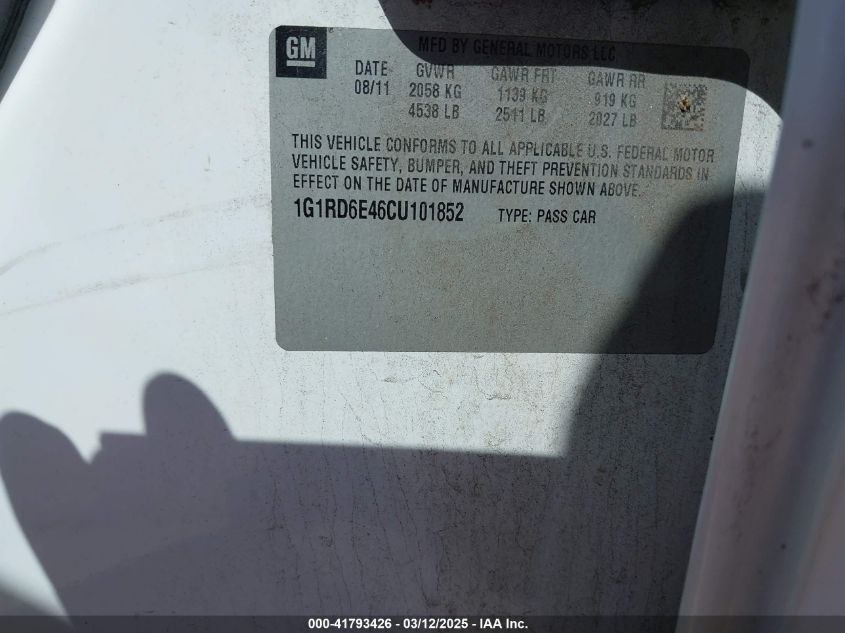 GM
MFD BY GENERAL MOTORS LLC
DATE GVWR GAWR FRT GAWR RR
08/11 2058 KG 1139 KG 919 KG
4538 LB 2511 LB 2027 LB
THIS VEHICLE CONFORMS TO ALL APPLICABLE U.S. FEDERAL MOTOR
VEHICLE SAFETY, BUMPER, AND THEFT PREVENTION STANDARDS IN
EFFECT ON THE DATE OF MANUFACTURE SHOWN ABOVE.
1G1RD6E46CU101852 TYPE: PASS CAR
000-41793426 - 03/12/2025 - IAA Inc.